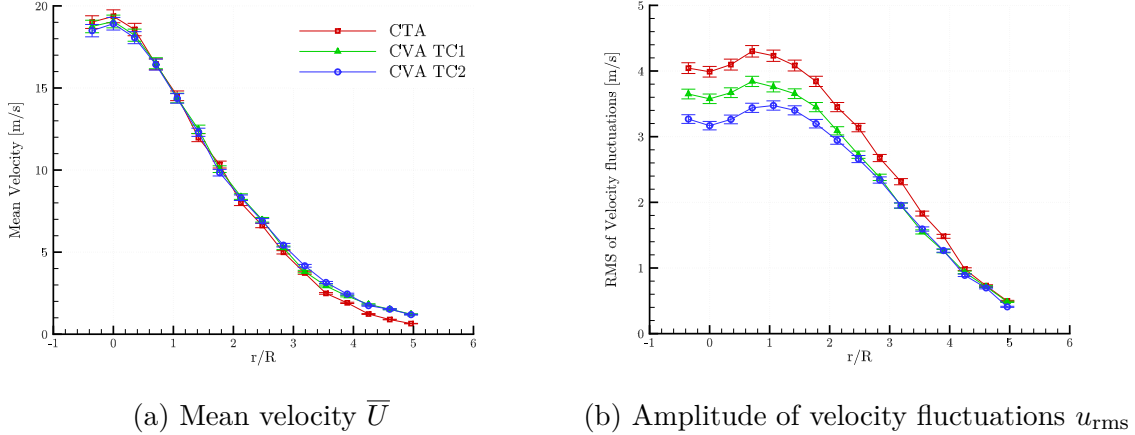 Mean Velocity [m/s]
20
15
10
5
0
-1 0 1 2 3 4 5 6
r/R
CTA
CVA TC1
CVA TC2
(a) Mean velocity U̅
RMS of Velocity fluctuations [m/s]
5
4
3
2
1
0
-1 0 1 2 3 4 5 6
r/R
(b) Amplitude of velocity fluctuations u_rms